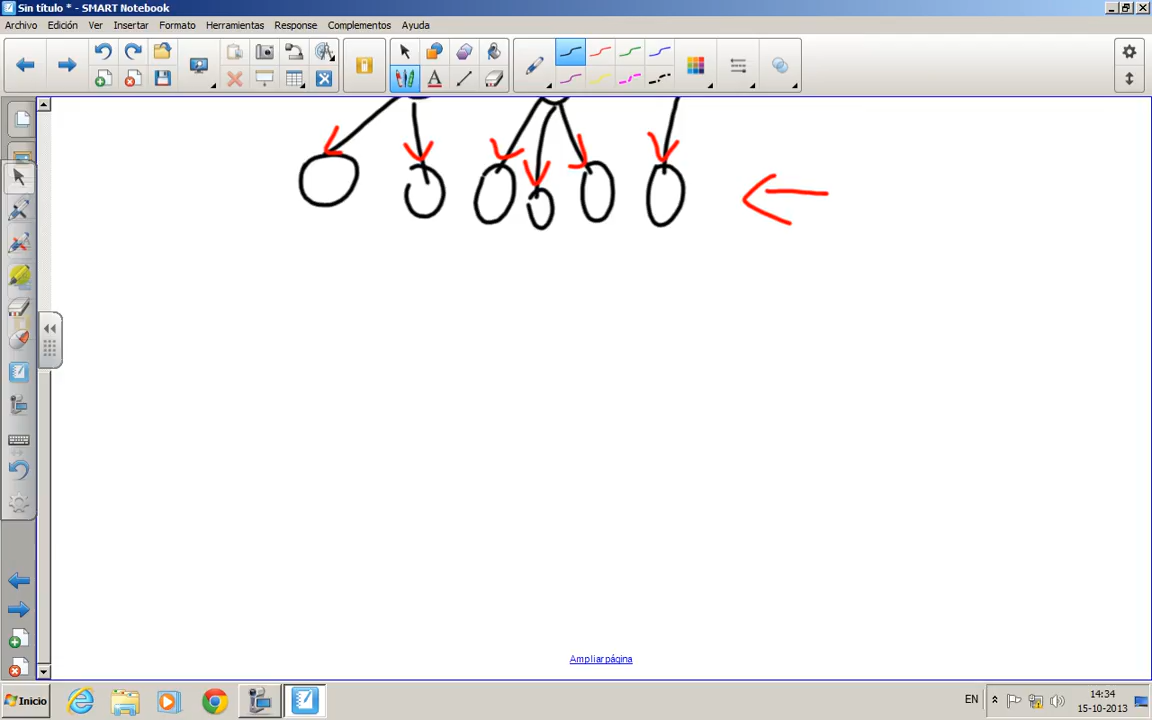 Sin título * - SMART Notebook
Archivo Edición Ver Insertar Formato Herramientas Response Complementos Ayuda
Ampliar página
Inicio
EN
14:34
15-10-2013